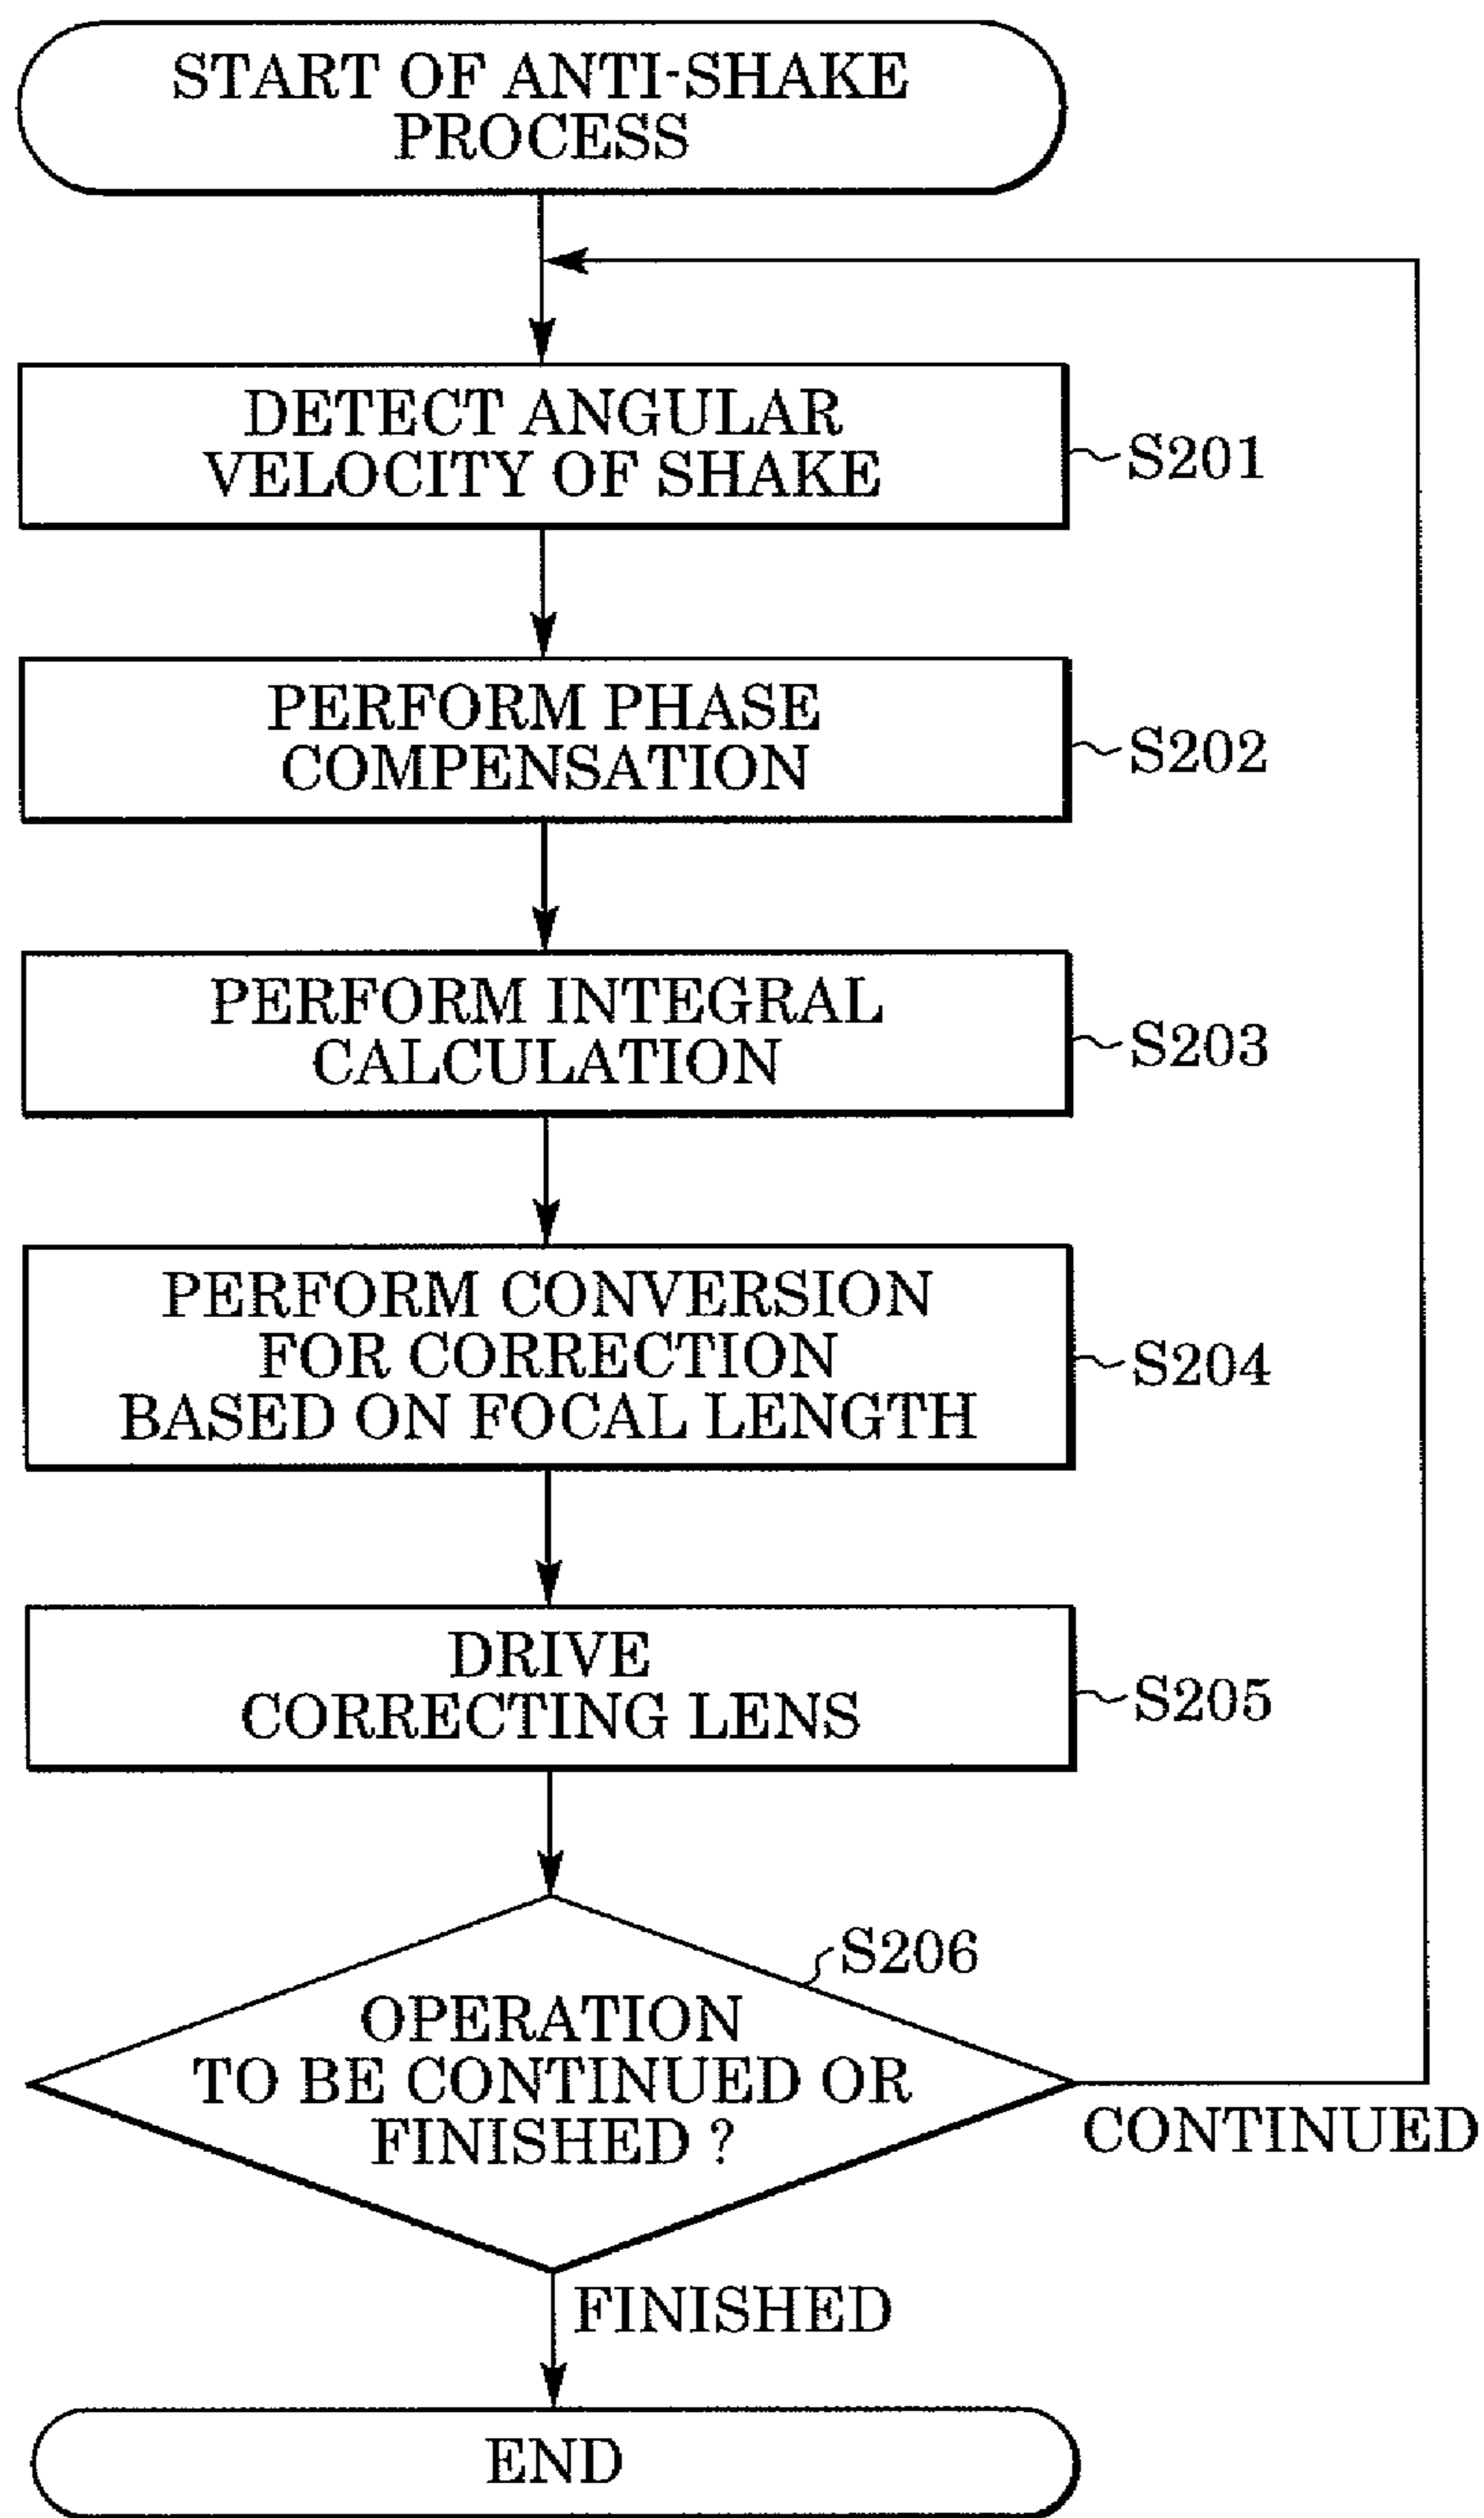 START OF ANTI-SHAKE
PROCESS
DETECT ANGULAR
VELOCITY OF SHAKE
S201
PERFORM PHASE
COMPENSATION
S202
PERFORM INTEGRAL
CALCULATION
S203
PERFORM CONVERSION
FOR CORRECTION
BASED ON FOCAL LENGTH
S204
DRIVE
CORRECTING LENS
S205
S206
OPERATION
TO BE CONTINUED OR
FINISHED ?
CONTINUED
FINISHED
END